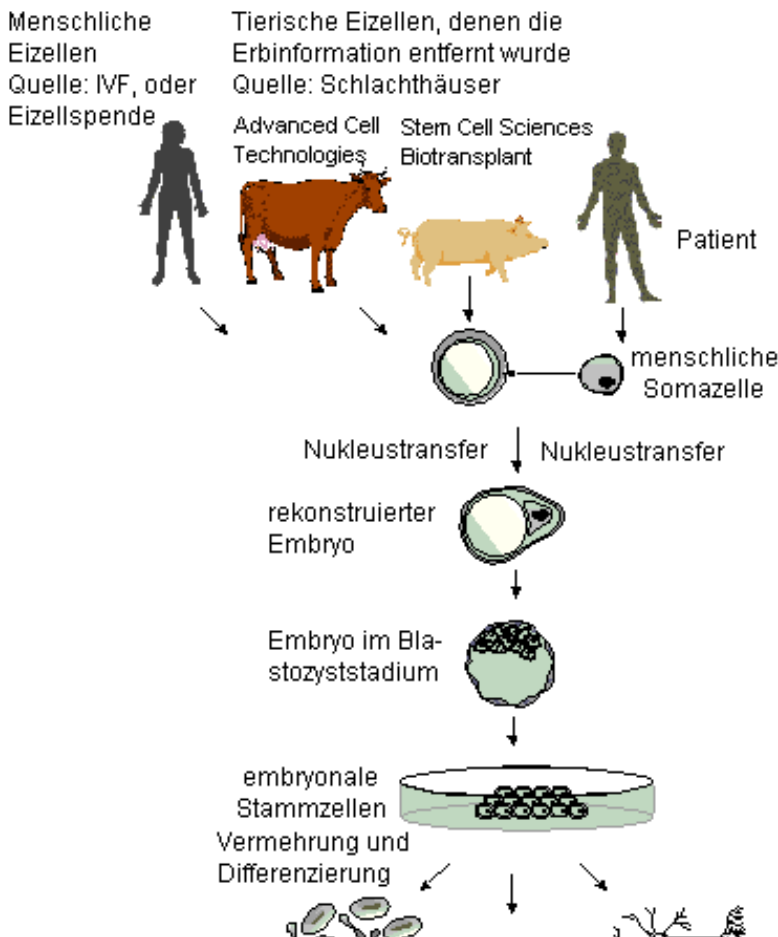 Menschliche
Eizellen
Quelle: IVF, oder
Eizellspende
Tierische Eizellen, denen die
Erbinformation entfernt wurde
Quelle: Schlachthäuser
Advanced Cell
Technologies
Stem Cell Sciences
Biotransplant
Patient
menschliche
Somazelle
Nukleustransfer
Nukleustransfer
rekonstruierter
Embryo
Embryo im Bla-
stozyststadium
embryonale
Stammzellen
Vermehrung und
Differenzierung